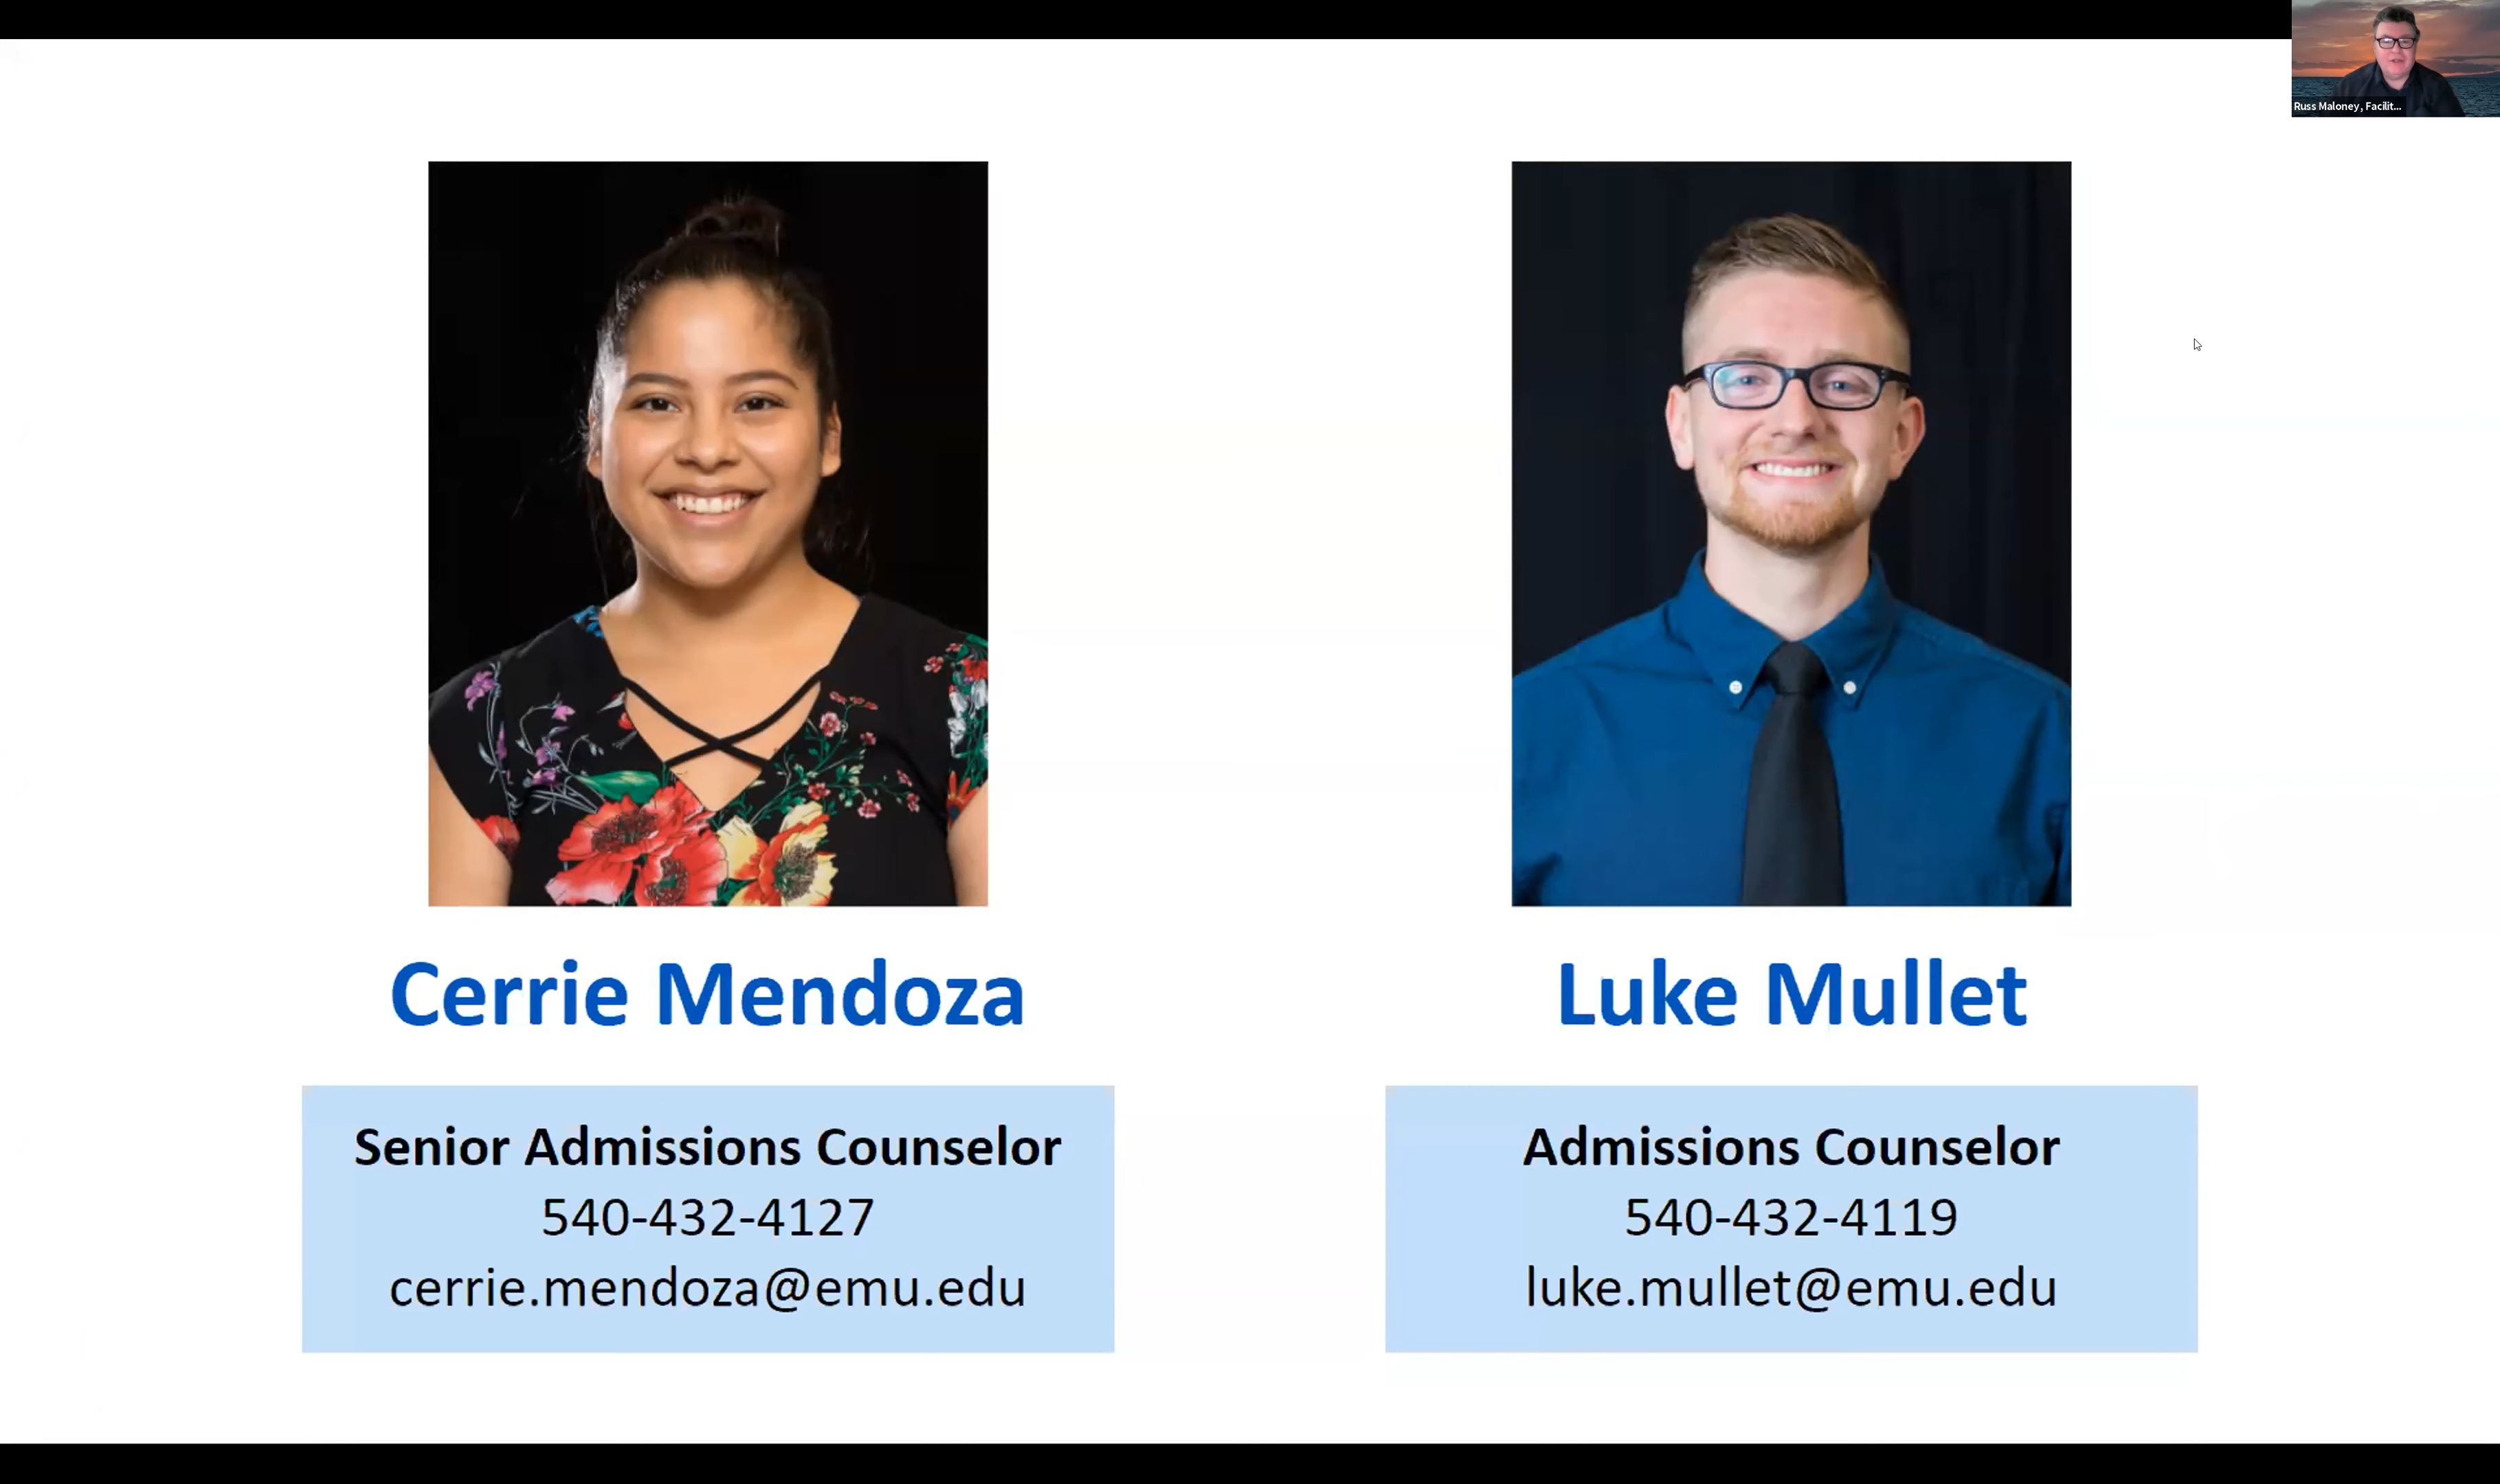 Russ Maloney, Facilit...
Cerrie Mendoza
Senior Admissions Counselor
540-432-4127
cerrie.mendoza@emu.edu
Luke Mullet
Admissions Counselor
540-432-4119
luke.mullet@emu.edu